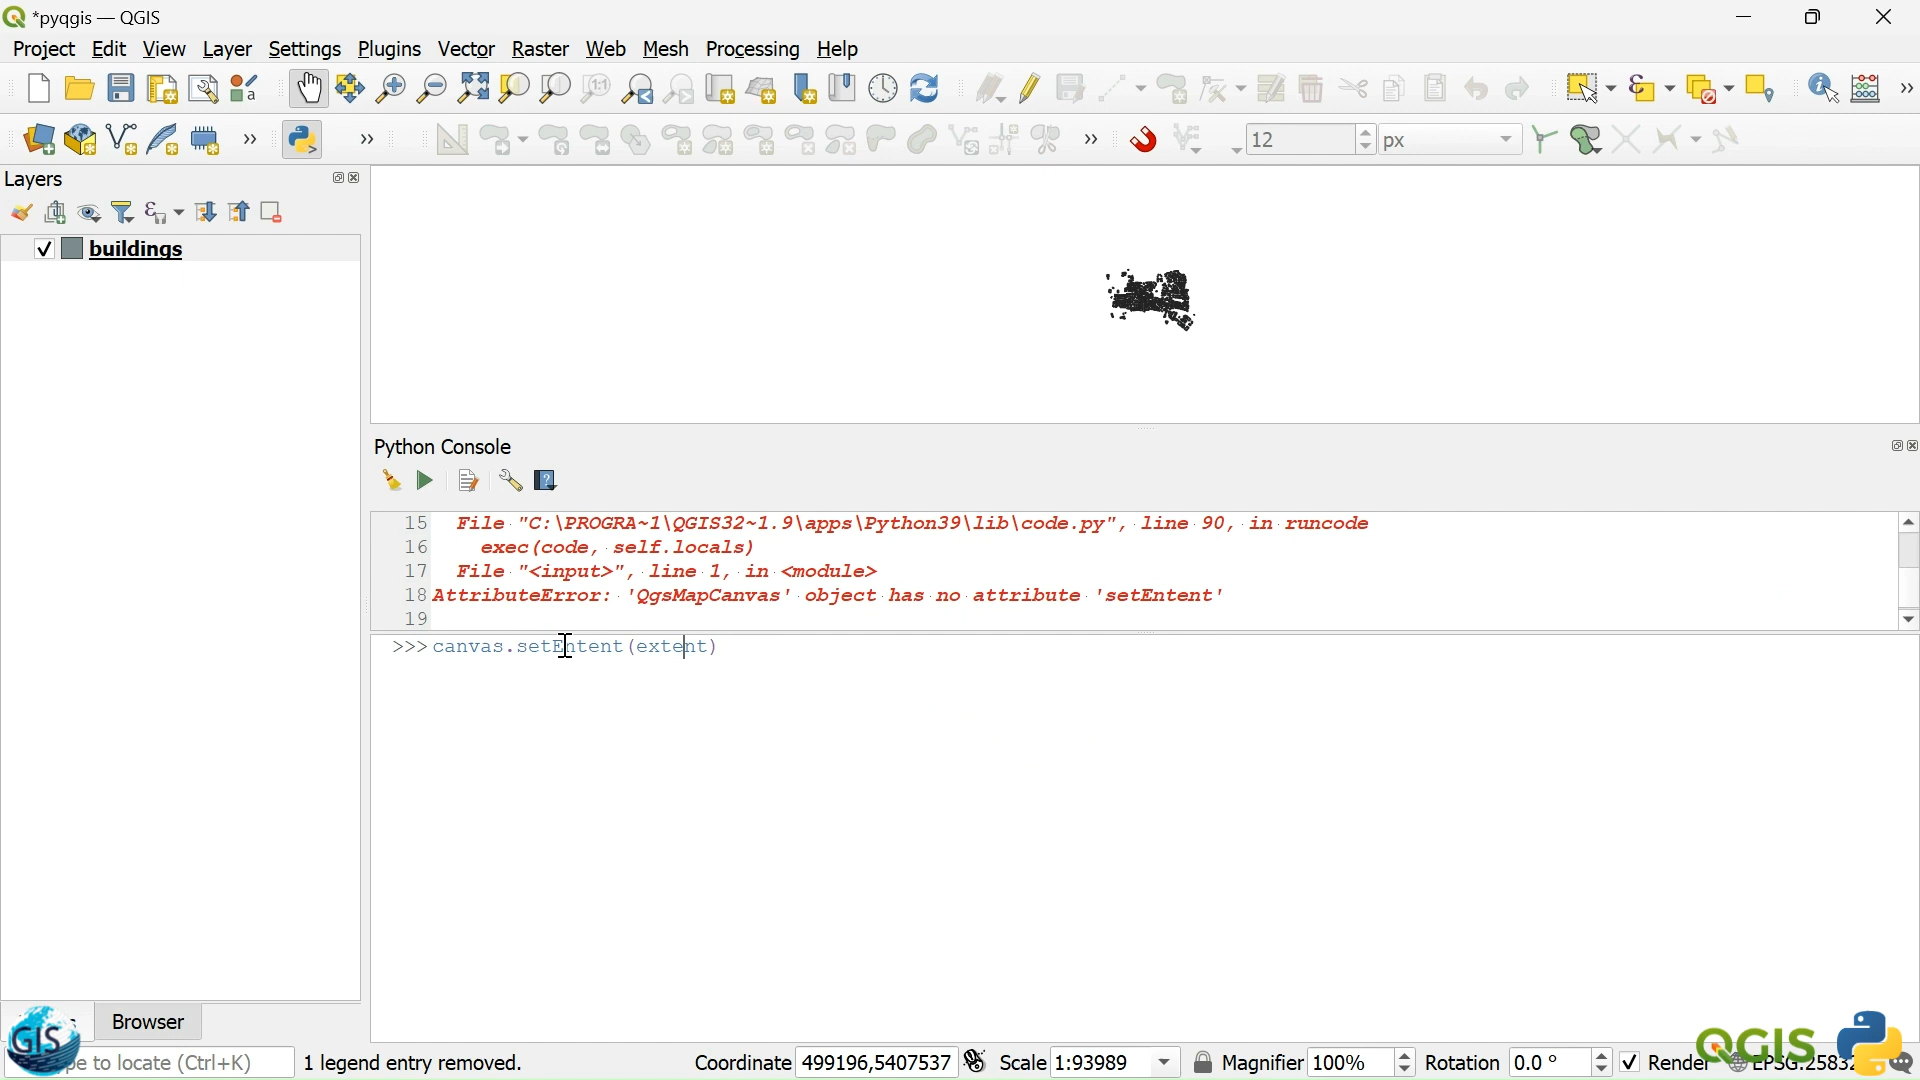 *pyqgis — QGIS
Project Edit View Layer Settings Plugins Vector Raster Web Mesh Processing Help
12 px
Layers
buildings
Python Console
15 File "C:\PROGRA~1\QGIS32~1.9\apps\Python39\lib\code.py", line 90, in runcode
16 exec(code, self.locals)
17 File "<input>", line 1, in <module>
18 AttributeError: 'QgsMapCanvas' object has no attribute 'setEntent'
19
>>> canvas.setEntent(extent)
Browser
GIS
to locate (Ctrl+K) 1 legend entry removed. Coordinate 499196,5407537 Scale 1:93989 Magnifier 100% Rotation 0.0 ° Render
QGIS